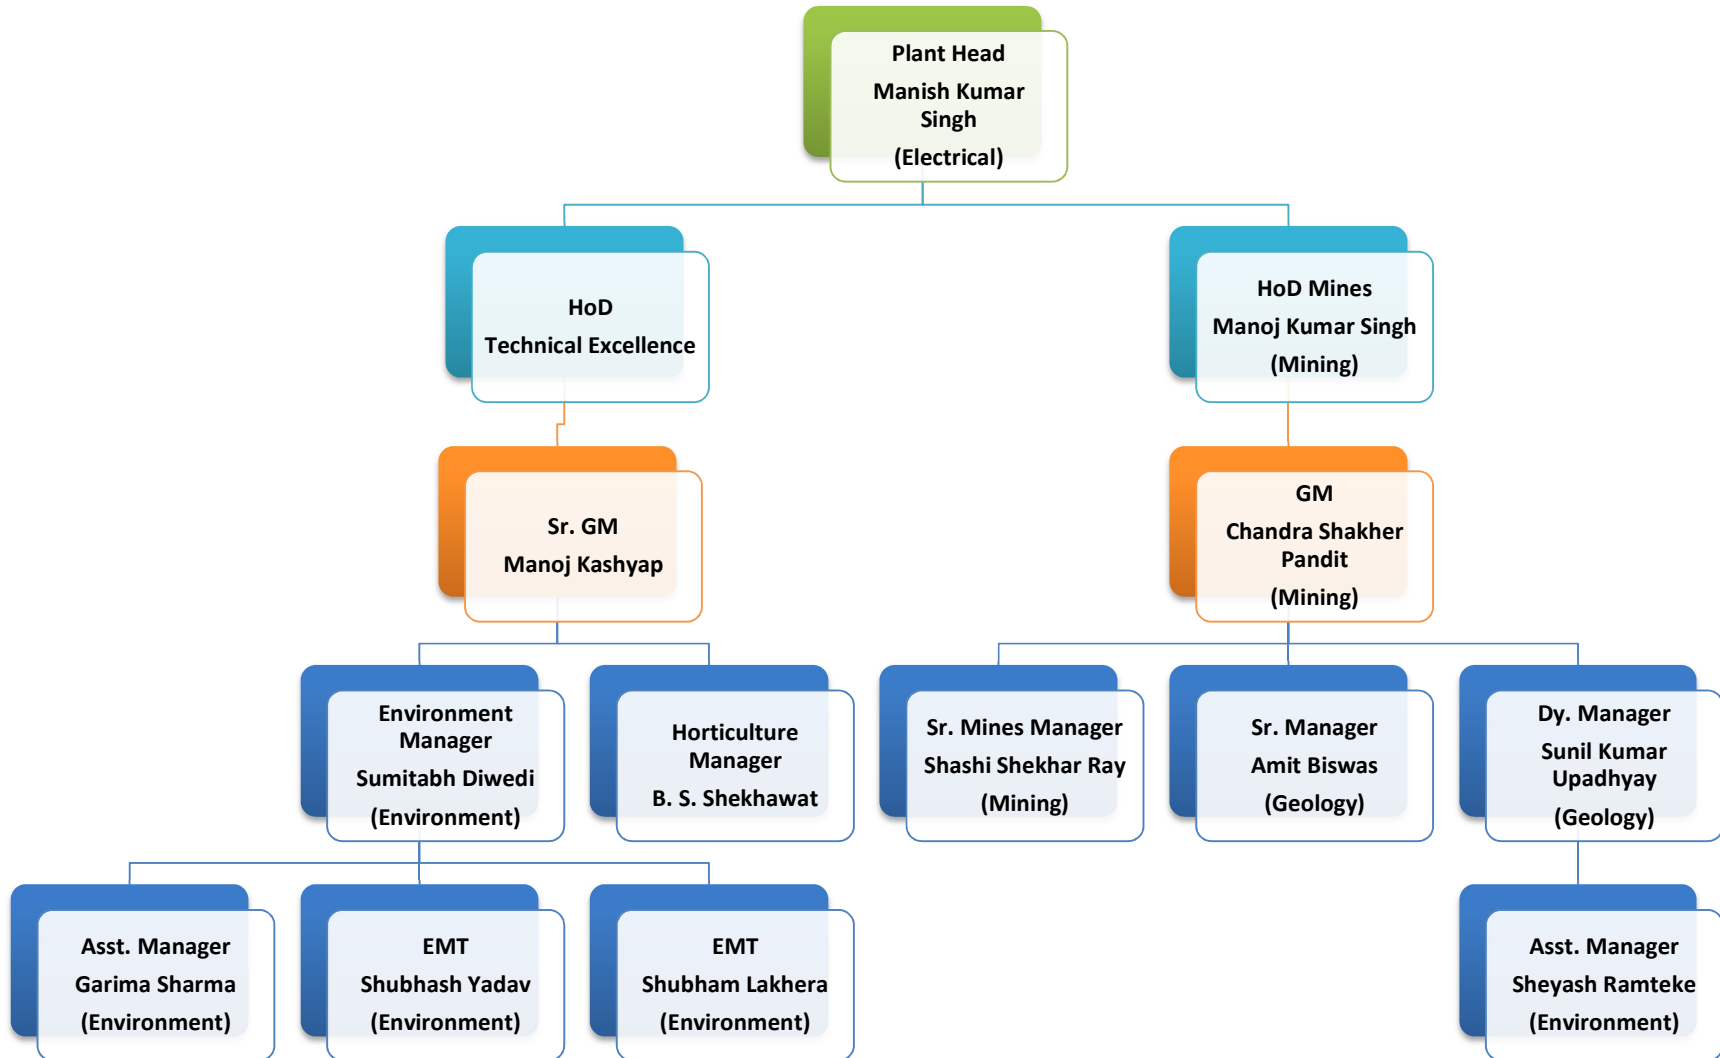 Plant Head
Manish Kumar
Singh
(Electrical)
HoD
Technical Excellence
HoD Mines
Manoj Kumar Singh
(Mining)
Sr. GM
Manoj Kashyap
GM
Chandra Shakher
Pandit
(Mining)
Environment
Manager
Sumitabh Diwedi
(Environment)
Horticulture
Manager
B. S. Shekhawat
Sr. Mines Manager
Shashi Shekhar Ray
(Mining)
Sr. Manager
Amit Biswas
(Geology)
Dy. Manager
Sunil Kumar
Upadhyay
(Geology)
Asst. Manager
Garima Sharma
(Environment)
EMT
Shubhash Yadav
(Environment)
EMT
Shubham Lakhera
(Environment)
Asst. Manager
Sheyash Ramteke
(Environment)